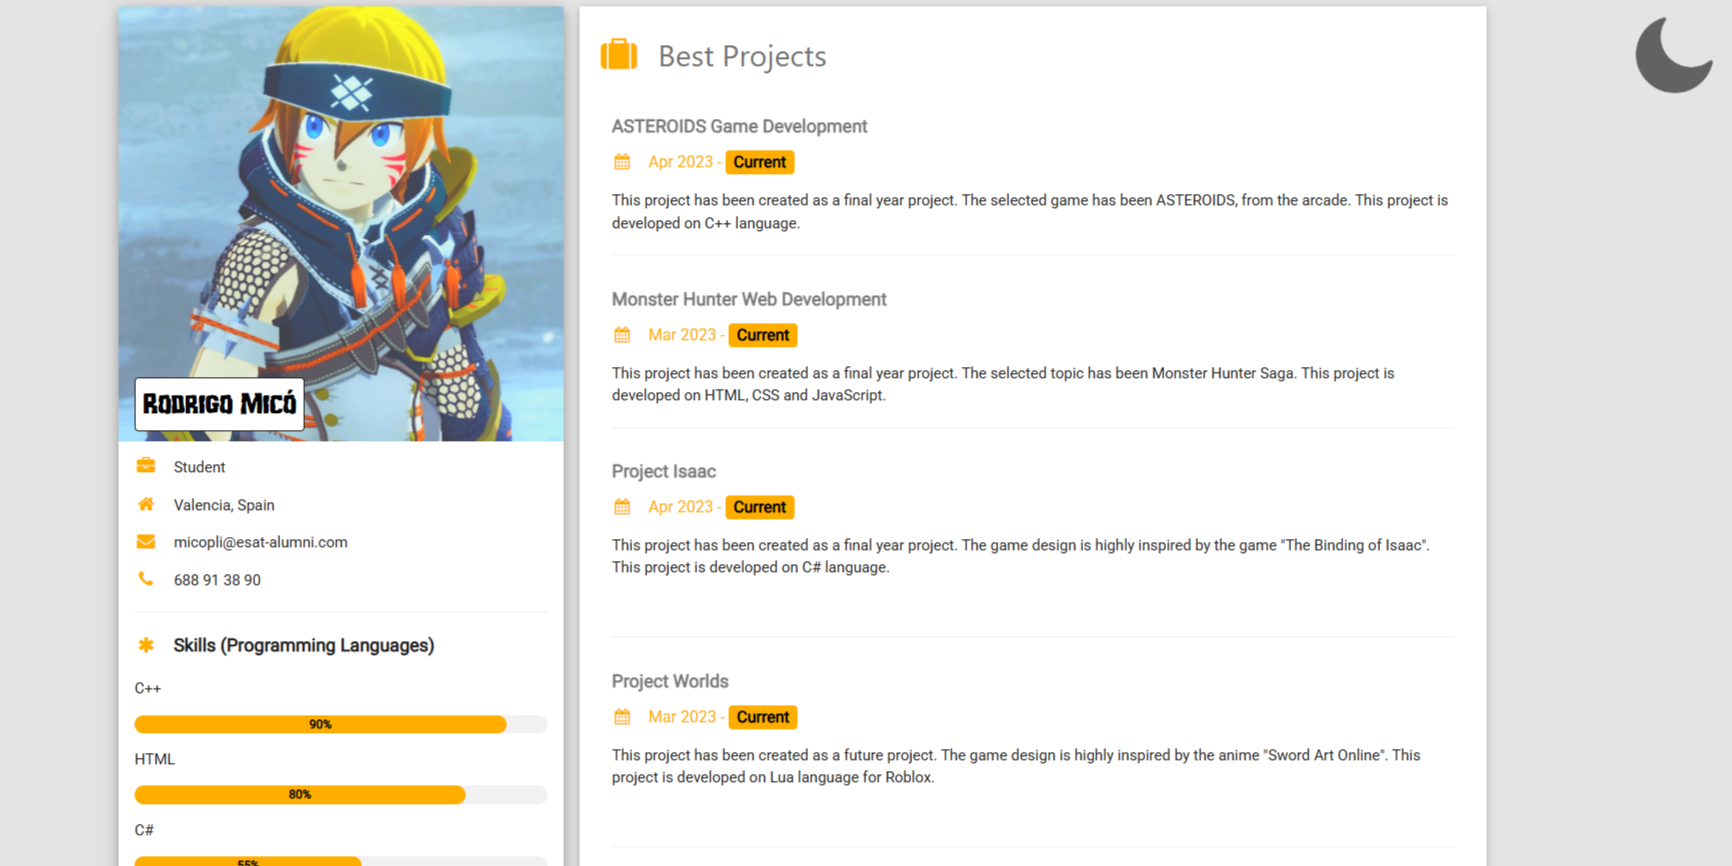 Rodrigo Micó
Student
Valencia, Spain
micopli@esat-alumni.com
688 91 38 90
Skills (Programming Languages)
C++
90%
HTML
80%
C#
55%
Best Projects
ASTEROIDS Game Development
Apr 2023 - Current
This project has been created as a final year project. The selected game has been ASTEROIDS, from the arcade. This project is
developed on C++ language.
Monster Hunter Web Development
Mar 2023 - Current
This project has been created as a final year project. The selected topic has been Monster Hunter Saga. This project is
developed on HTML, CSS and JavaScript.
Project Isaac
Apr 2023 - Current
This project has been created as a final year project. The game design is highly inspired by the game "The Binding of Isaac".
This project is developed on C# language.
Project Worlds
Mar 2023 - Current
This project has been created as a future project. The game design is highly inspired by the anime "Sword Art Online". This
project is developed on Lua language for Roblox.